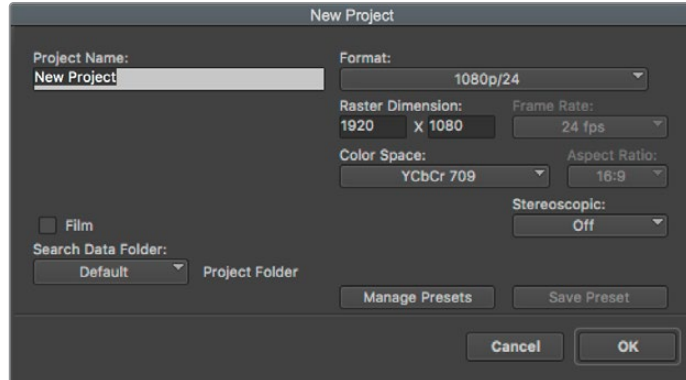 New Project
Project Name:
New Project
Format:
1080p/24
Raster Dimension:
Frame Rate:
1920 X 1080
24 fps
Color Space:
Aspect Ratio:
YCbCr 709
16:9
Stereoscopic:
Off
Film
Search Data Folder:
Default
Project Folder
Manage Presets
Save Preset
Cancel
OK